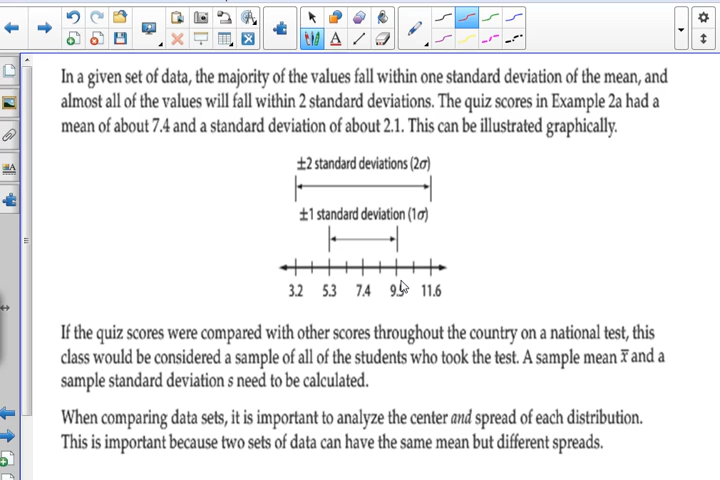 In a given set of data, the majority of the values fall within one standard deviation of the mean, and
almost all of the values will fall within 2 standard deviations. The quiz scores in Example 2a had a
mean of about 7.4 and a standard deviation of about 2.1. This can be illustrated graphically.
±2 standard deviations (2σ)
±1 standard deviation (1σ)
3.2 5.3 7.4 9.5 11.6
If the quiz scores were compared with other scores throughout the country on a national test, this
class would be considered a sample of all of the students who took the test. A sample mean x̅ and a
sample standard deviation s need to be calculated.
When comparing data sets, it is important to analyze the center and spread of each distribution.
This is important because two sets of data can have the same mean but different spreads.